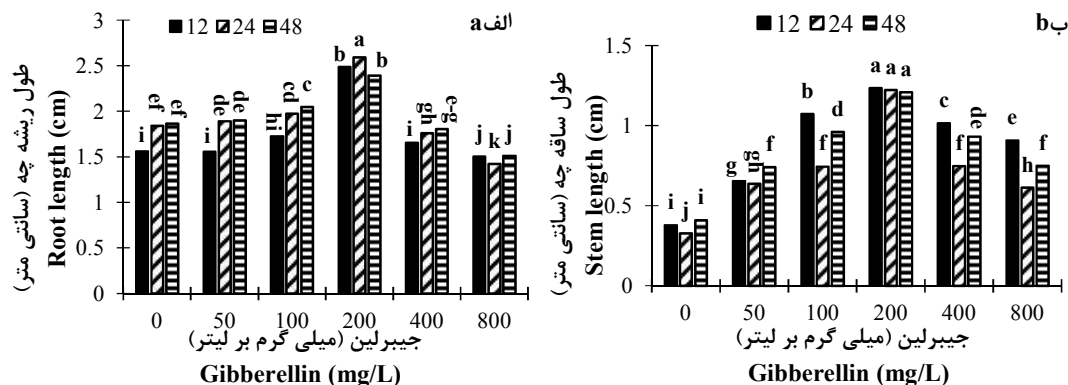 الف a
12 24 48
طول ریشه چه (سانتی متر)
Root length (cm)
3
2.5
2
1.5
1
0.5
0
i ef ef
i de de
hi cd c
b a b
i gh e-g
j k j
0 50 100 200 400 800
جیبرلین (میلی گرم بر لیتر)
Gibberellin (mg/L)
ب b
12 24 48
طول ساقه چه (سانتی متر)
Stem length (cm)
1.5
1
0.5
0
i j i
g gh f
b f d
a a a
c f de
e h f
0 50 100 200 400 800
جیبرلین (میلی گرم بر لیتر)
Gibberellin (mg/L)